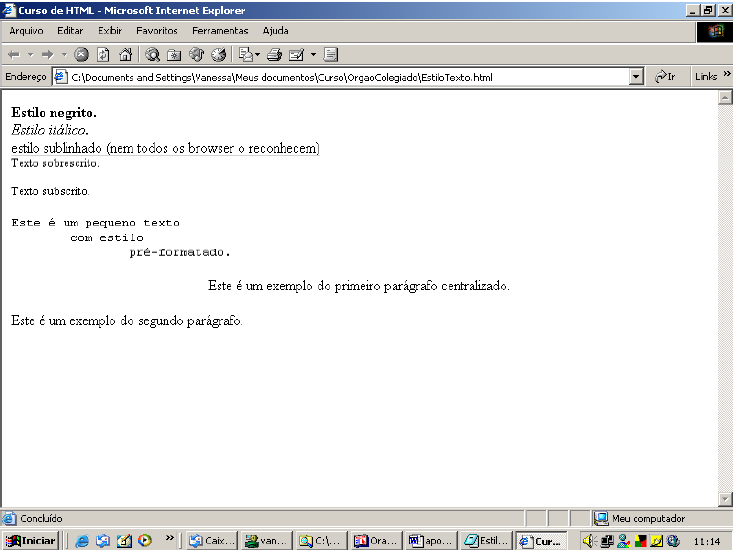 Curso de HTML - Microsoft Internet Explorer
Arquivo Editar Exibir Favoritos Ferramentas Ajuda
Endereço C:\Documents and Settings\Vanessa\Meus documentos\Curso\OrgaoColegiado\EstiloTexto.html Ir Links »
Estilo negrito.
Estilo itálico.
estilo sublinhado (nem todos os browser o reconhecem)
Texto sobrescrito.
Texto subscrito.
Este é um pequeno texto
com estilo
pré-formatado.
Este é um exemplo do primeiro parágrafo centralizado.
Este é um exemplo do segundo parágrafo.
Concluído Meu computador
Iniciar » Caix... van... C:\... Ora... apo... Estil... Cur... 11:14